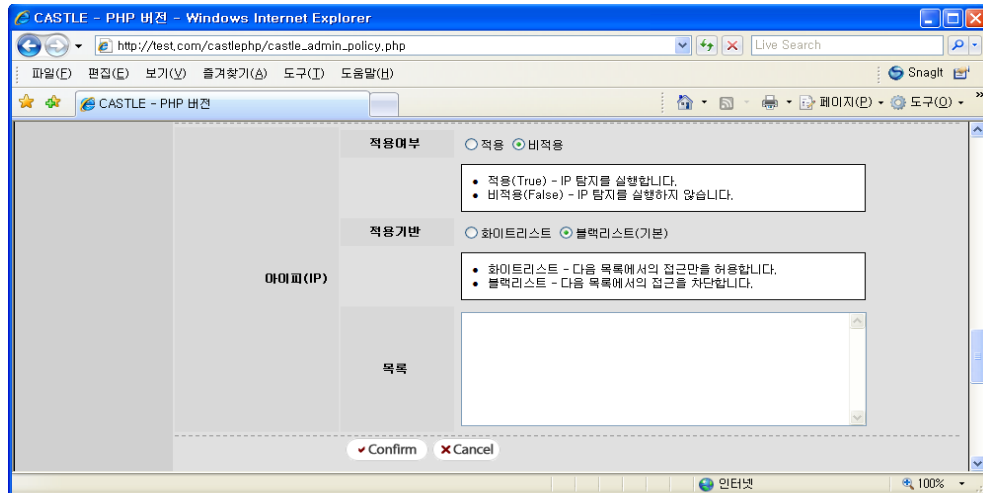 CASTLE - PHP 버전 - Windows Internet Explorer
http://test.com/castlephp/castle_admin_policy.php
Live Search
파일(F) 편집(E) 보기(V) 즐겨찾기(A) 도구(T) 도움말(H)
SnagIt
CASTLE - PHP 버전
페이지(P)
도구(O)
»
적용여부
적용 비적용
• 적용(True) - IP 탐지를 실행합니다.
• 비적용(False) - IP 탐지를 실행하지 않습니다.
적용기반
화이트리스트 블랙리스트(기본)
아이피(IP)
• 화이트리스트 - 다음 목록에서의 접근만을 허용합니다.
• 블랙리스트 - 다음 목록에서의 접근을 차단합니다.
목록
Confirm
Cancel
인터넷
100%